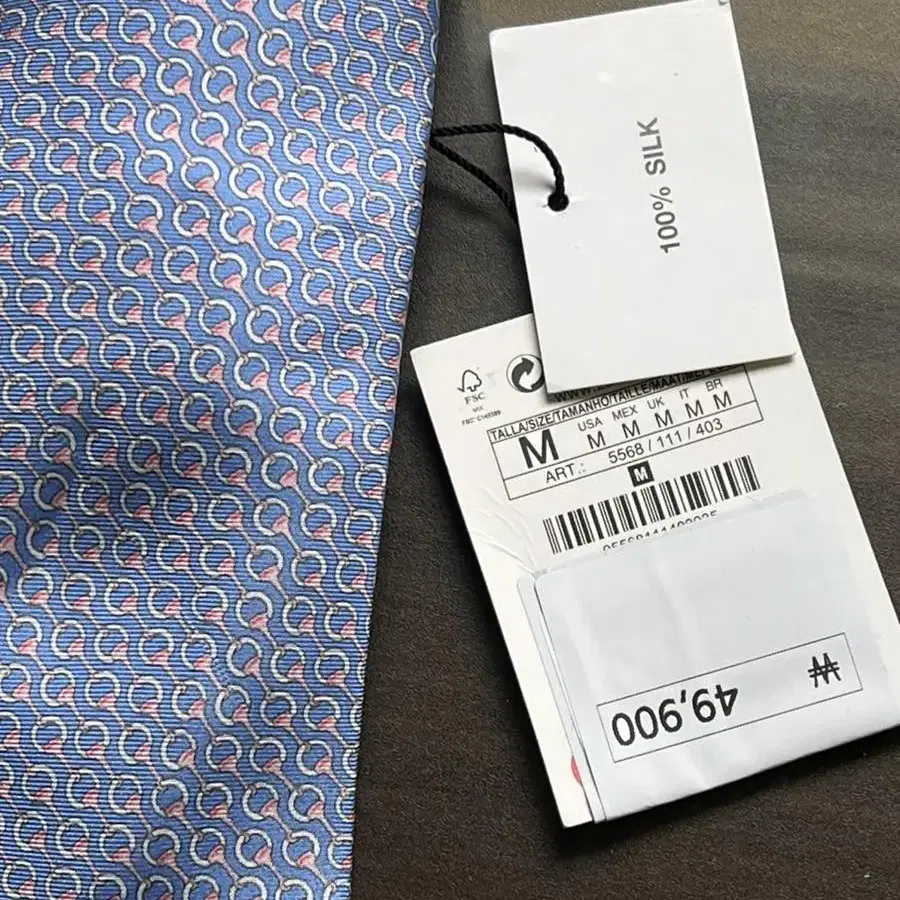 100% SILK
FSC
MIX
TALLA/SIZE/TAMANHO/TAILLE/MAAT
M
USA MEX UK IT BR
M M M M M
ART.: 5568/111/403
M
₩ 49,900